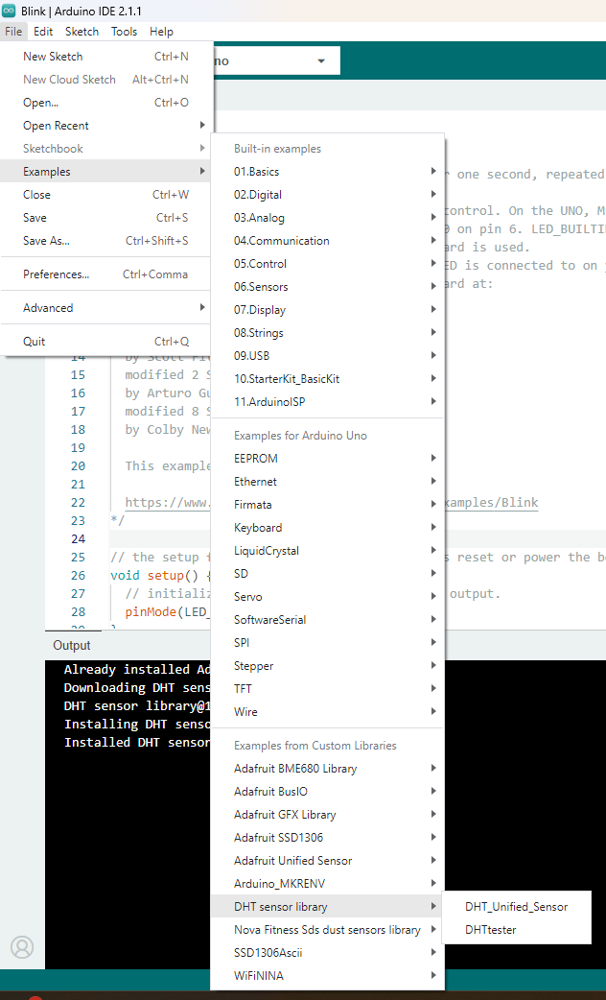 Blink | Arduino IDE 2.1.1
File Edit Sketch Tools Help
New Sketch Ctrl+N
New Cloud Sketch Alt+Ctrl+N
Open... Ctrl+O
Open Recent
Sketchbook
Examples
Close Ctrl+W
Save Ctrl+S
Save As... Ctrl+Shift+S
Preferences... Ctrl+Comma
Advanced
Quit Ctrl+Q
no
Built-in examples
01.Basics
02.Digital
03.Analog
04.Communication
05.Control
06.Sensors
07.Display
08.Strings
09.USB
10.StarterKit_BasicKit
11.ArduinoISP
Examples for Arduino Uno
EEPROM
Ethernet
Firmata
Keyboard
LiquidCrystal
SD
Servo
SoftwareSerial
SPI
Stepper
TFT
Wire
Examples from Custom Libraries
Adafruit BME680 Library
Adafruit BusIO
Adafruit GFX Library
Adafruit SSD1306
Adafruit Unified Sensor
Arduino_MKRENV
DHT sensor library
Nova Fitness Sds dust sensors library
SSD1306Ascii
WiFiNINA
DHT_Unified_Sensor
DHTtester
r one second, repeated
control. On the UNO, M
on pin 6. LED_BUILTI
ard is used.
ED is connected to on
ard at:
14 by Scott Fi
15 modified 2 S
16 by Arturo Gu
17 modified 8 S
18 by Colby New
19
20 This example
21
22 https://www. xamples/Blink
23 */
24
25 // the setup f s reset or power the b
26 void setup() {
27 // initializ output.
28 pinMode(LED_
29 }
Output
Already installed Ad
Downloading DHT sens
DHT sensor library@1
Installing DHT senso
Installed DHT sensor